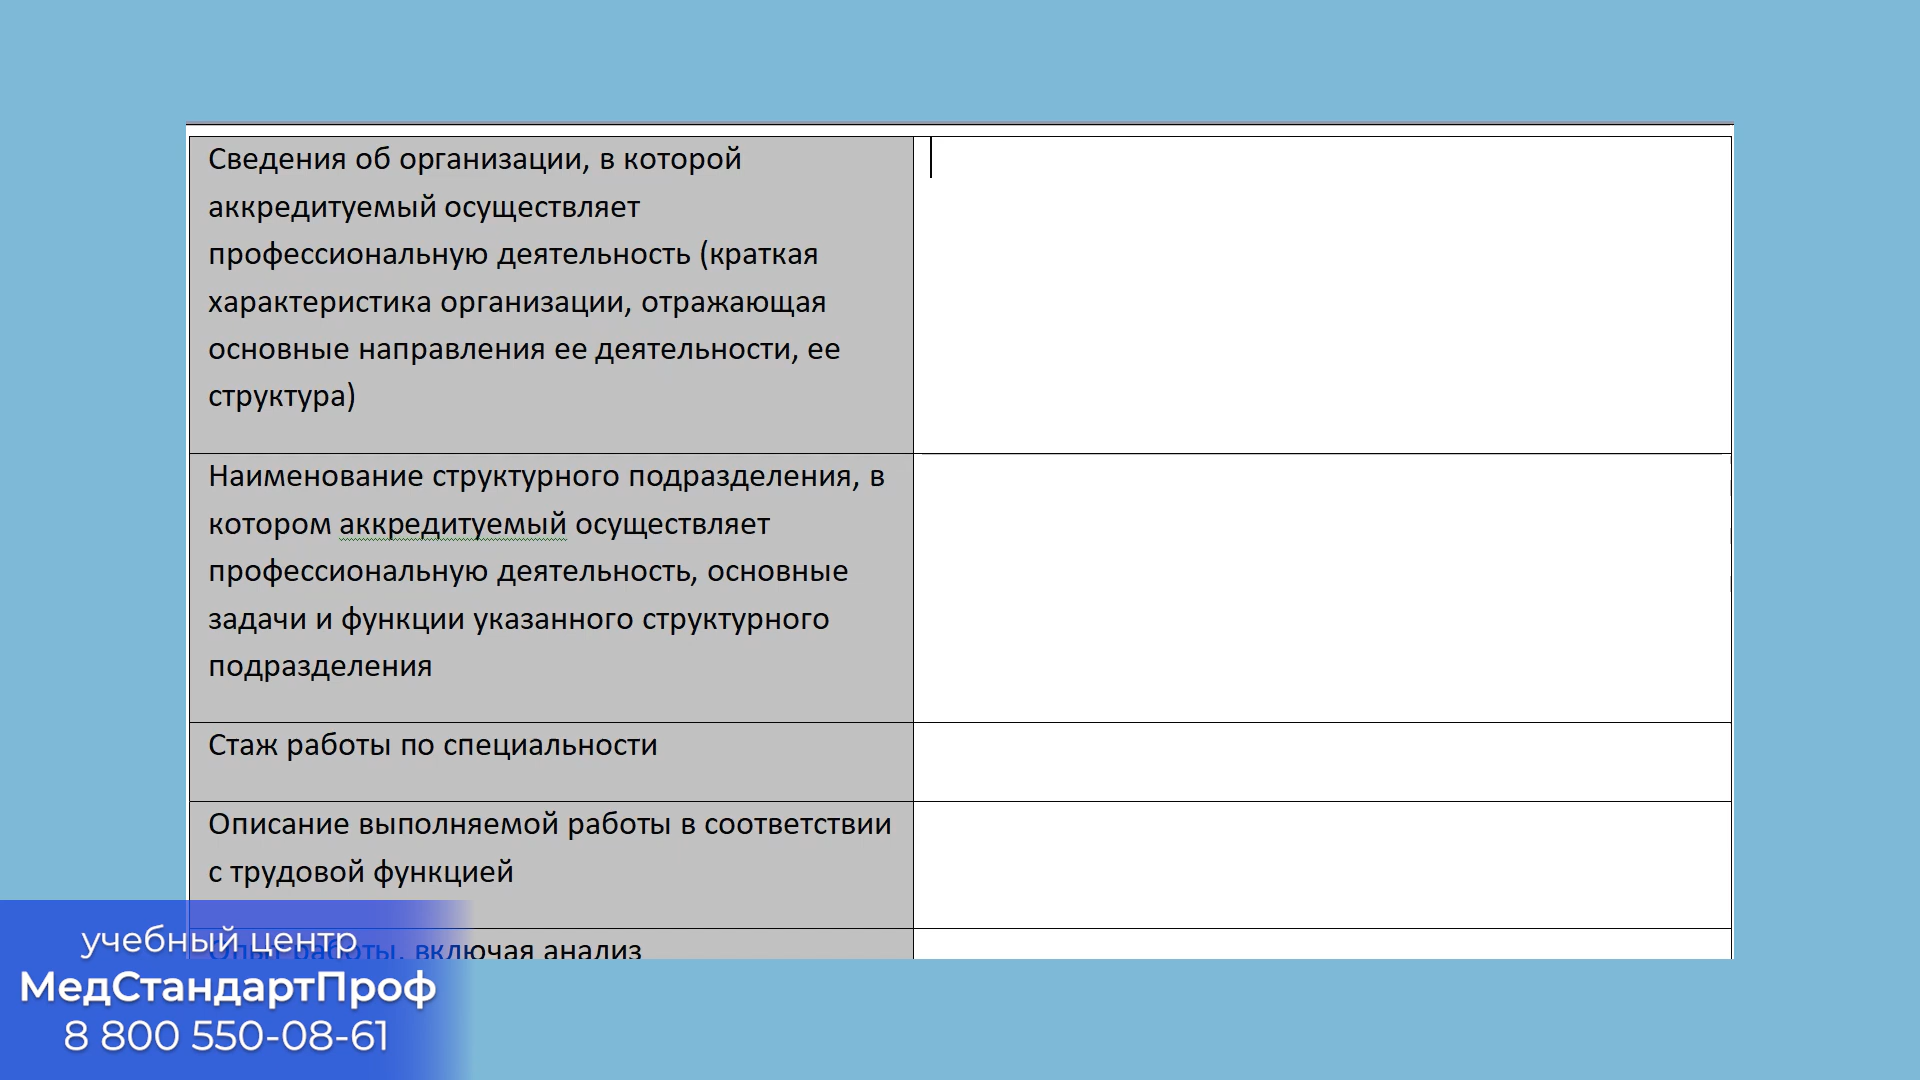 Сведения об организации, в которой
аккредитуемый осуществляет
профессиональную деятельность (краткая
характеристика организации, отражающая
основные направления ее деятельности, ее
структура)
Наименование структурного подразделения, в
котором аккредитуемый осуществляет
профессиональную деятельность, основные
задачи и функции указанного структурного
подразделения
Стаж работы по специальности
Описание выполняемой работы в соответствии
с трудовой функцией
Опыт работы, включая анализ
учебный центр
МедСтандартПроф
8 800 550-08-61